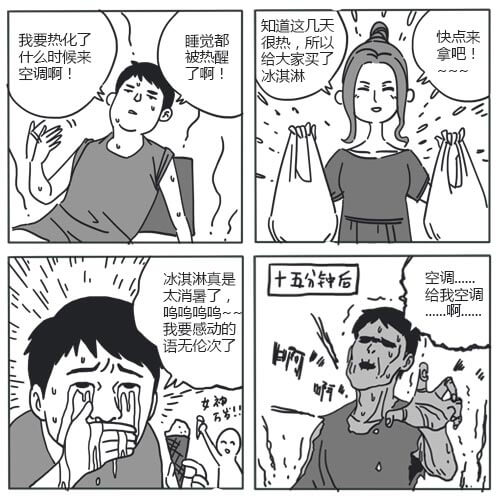 我要热化了
什么时候来
空调啊！
睡觉都
被热醒
了啊！
知道这几天
很热，所以
给大家买了
冰淇淋
快点来
拿吧！
~~~
冰淇淋真是
太消暑了，
呜呜呜呜~~
我要感动的
语无伦次了
女神
万岁!!
十五分钟后
空调......
给我空调
......啊......
啊
啊